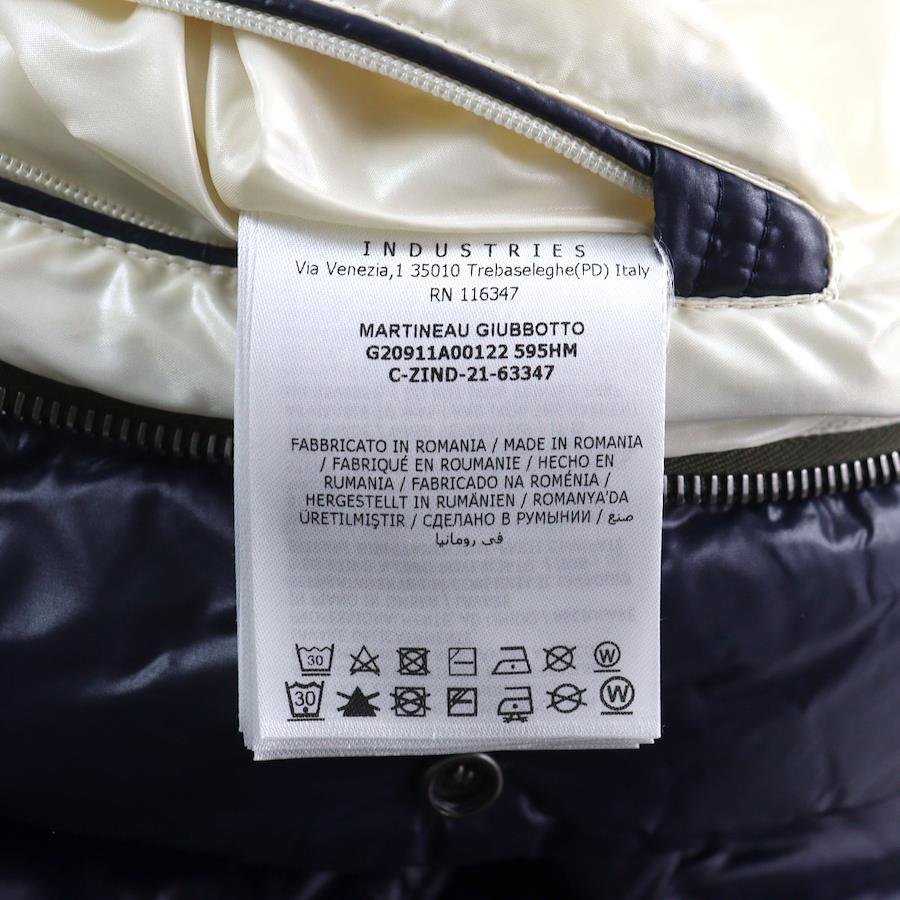 INDUSTRIES
Via Venezia,1 35010 Trebaseleghe(PD) Italy
RN 116347
MARTINEAU GIUBBOTTO
G20911A00122 595HM
C-ZIND-21-63347
FABBRICATO IN ROMANIA / MADE IN ROMANIA
/ FABRIQUÉ EN ROUMANIE / HECHO EN
RUMANIA / FABRICADO NA ROMÉNIA /
HERGESTELLT IN RUMÄNIEN / ROMANYA'DA
ÜRETILMIŞTIR / СДЕЛАНО В РУМЫНИИ / صنع
في رومانيا
30 W
30 W